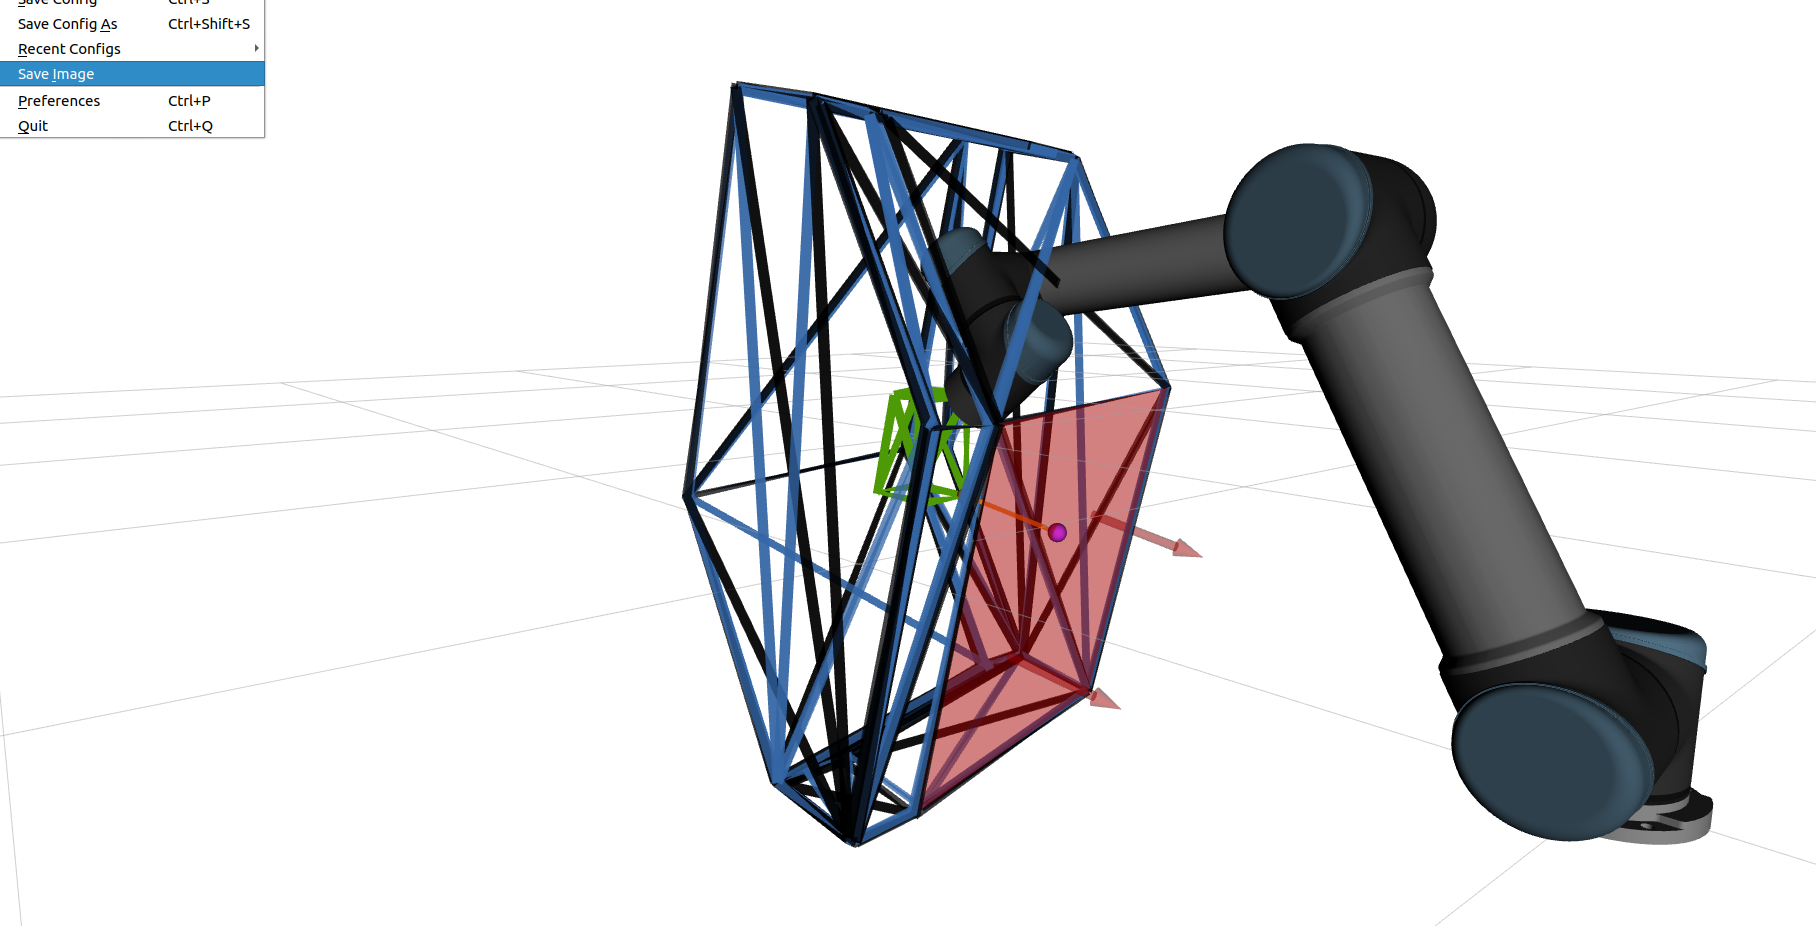 Save Config Ctrl+S
Save Config As Ctrl+Shift+S
Recent Configs
Save Image
Preferences Ctrl+P
Quit Ctrl+Q